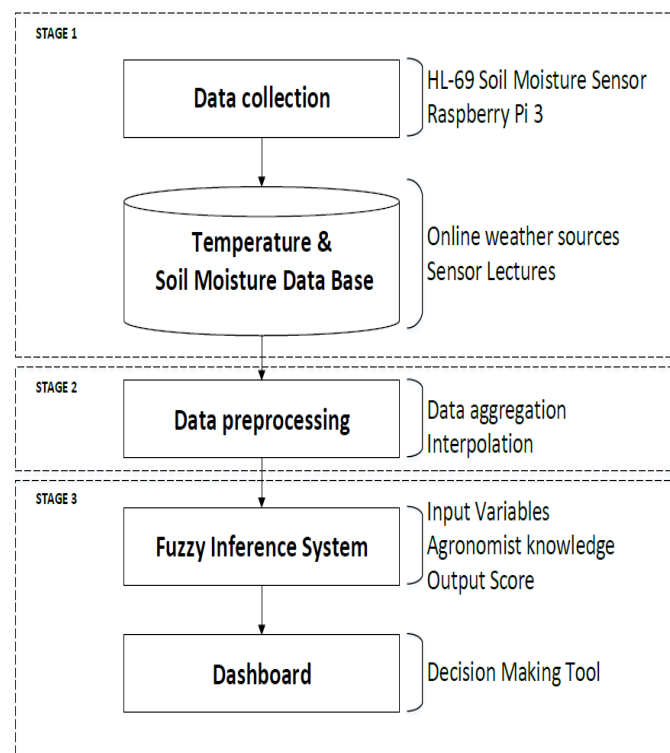 STAGE 1
Data collection
HL-69 Soil Moisture Sensor
Raspberry Pi 3
Temperature &
Soil Moisture Data Base
Online weather sources
Sensor Lectures
STAGE 2
Data preprocessing
Data aggregation
Interpolation
STAGE 3
Fuzzy Inference System
Input Variables
Agronomist knowledge
Output Score
Dashboard
Decision Making Tool